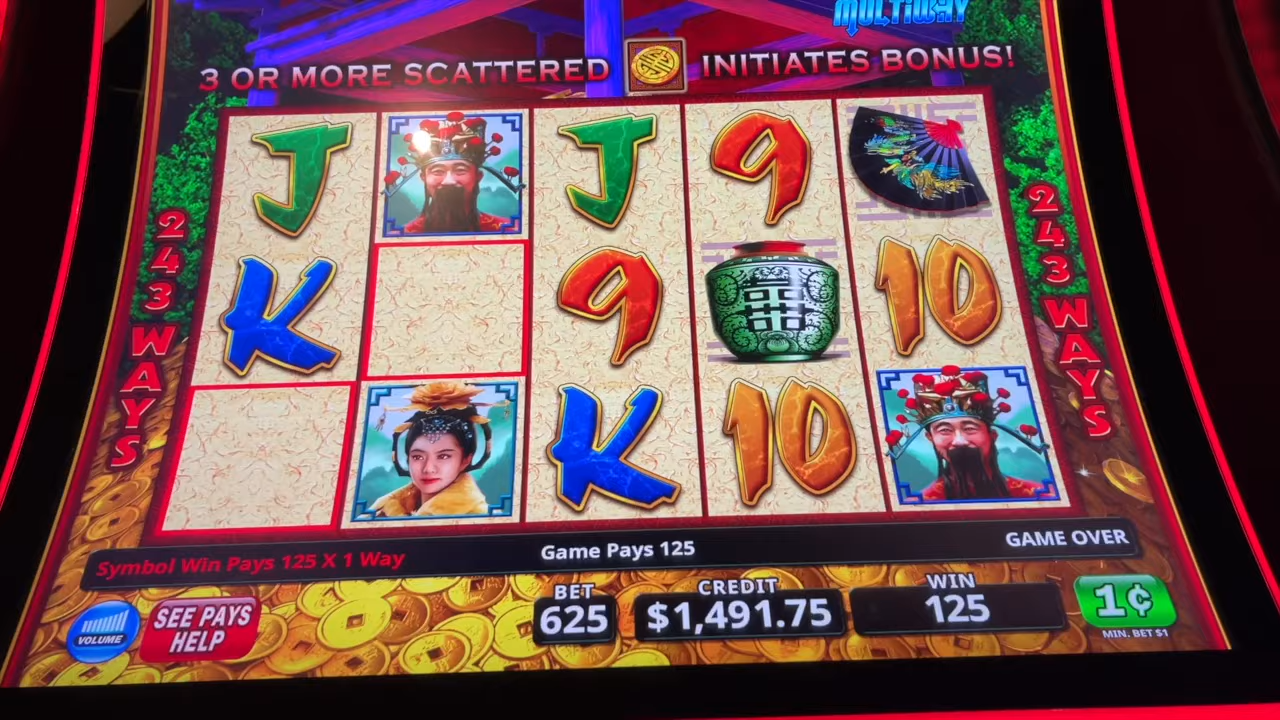 MULTIWAY
3 OR MORE SCATTERED INITIATES BONUS!
J J 9
K 9 10
K 10
243 WAYS
243 WAYS
Symbol Win Pays 125 X 1 Way
Game Pays 125
GAME OVER
VOLUME
SEE PAYS
HELP
BET
625
CREDIT
$1,491.75
WIN
125
1¢
MIN. BET $1